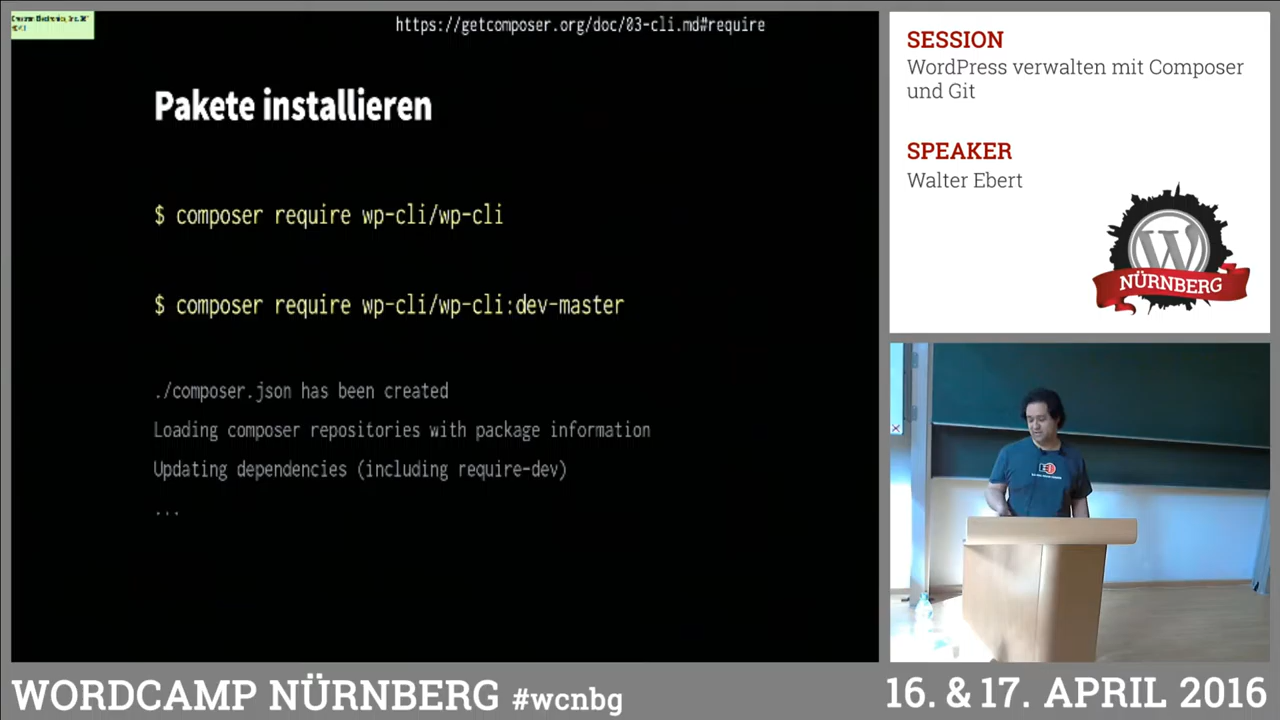 https://getcomposer.org/doc/03-cli.md#require
Pakete installieren
$ composer require wp-cli/wp-cli
$ composer require wp-cli/wp-cli:dev-master
./composer.json has been created
Loading composer repositories with package information
Updating dependencies (including require-dev)
...
SESSION
WordPress verwalten mit Composer
und Git
SPEAKER
Walter Ebert
W
NÜRNBERG
WORDCAMP NÜRNBERG #wcnbg
16. & 17. APRIL 2016